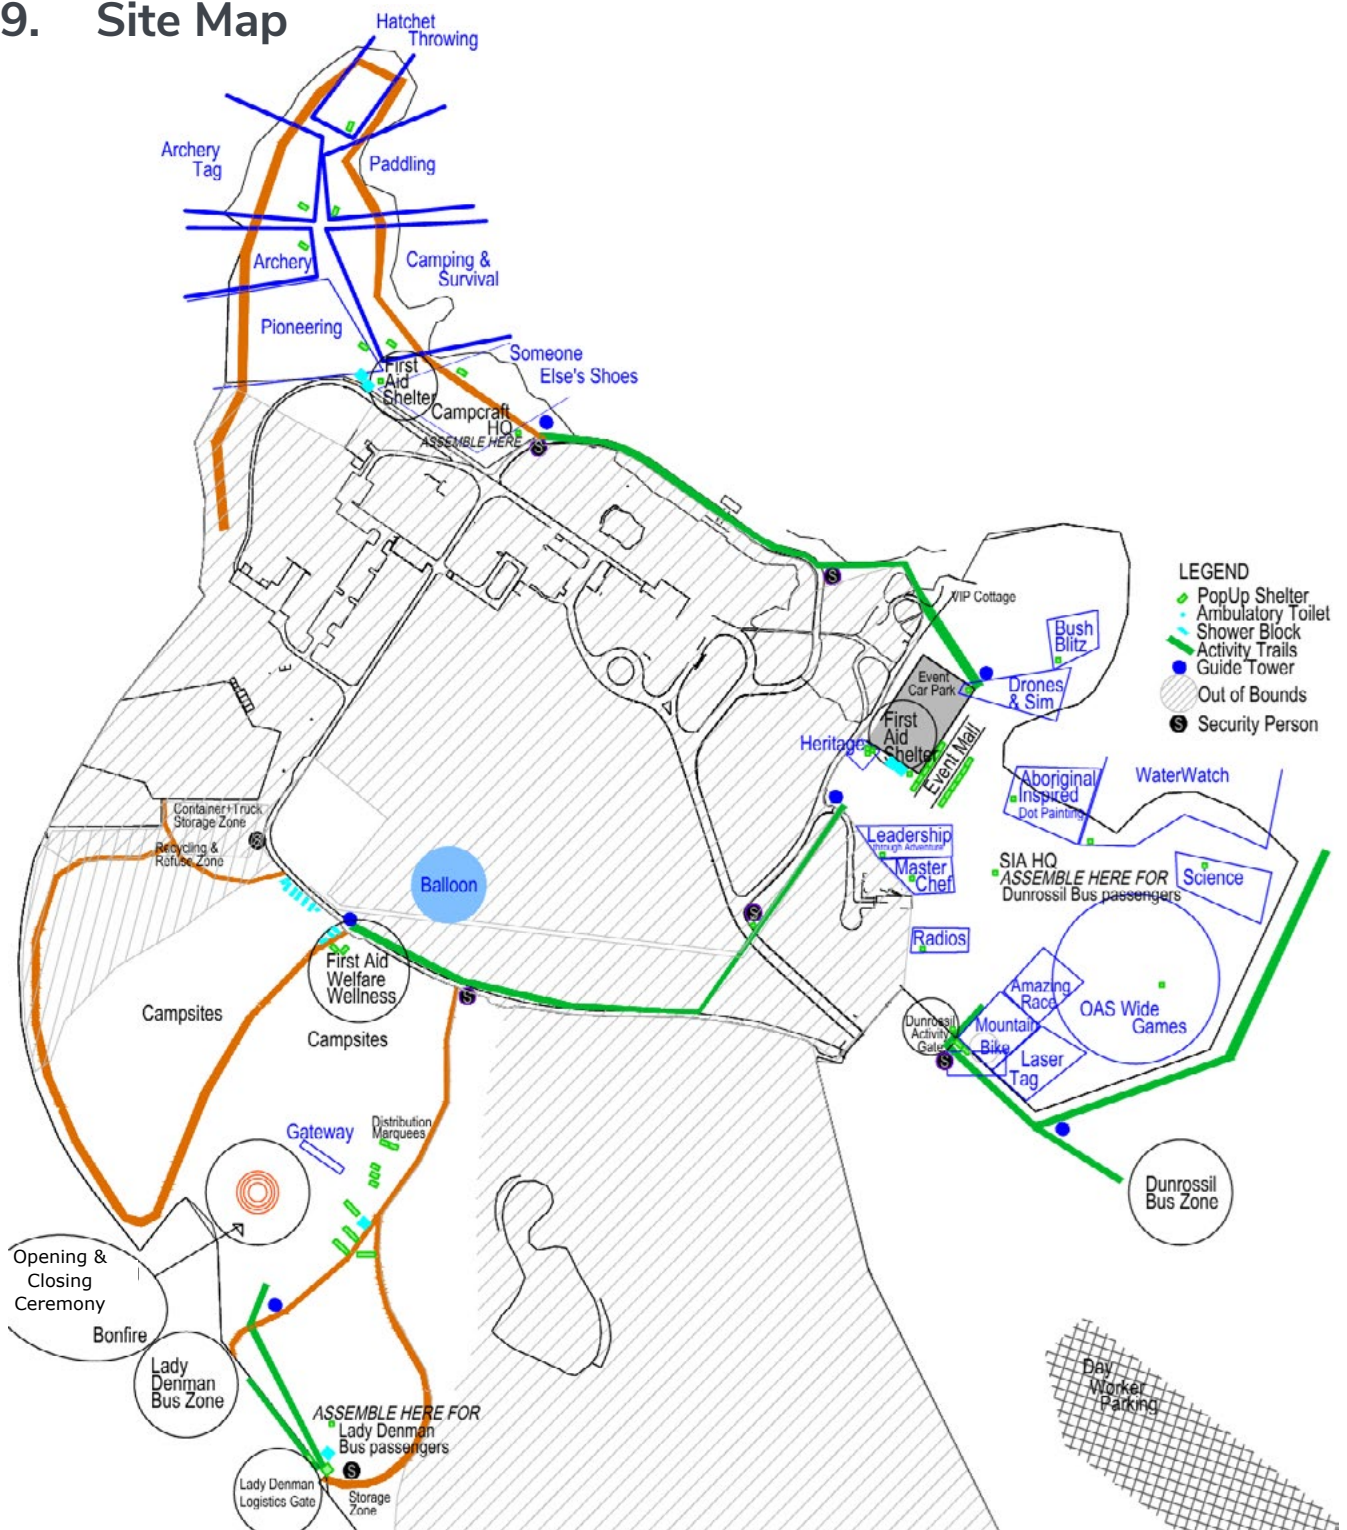 9. Site Map
Hatchet
Throwing
Archery
Tag
Paddling
Archery
Camping &
Survival
Pioneering
Someone
Else's Shoes
First
Aid
Shelter
Campcraft
HQ
ASSEMBLE HERE
S
S
VIP Cottage
LEGEND
PopUp Shelter
Ambulatory Toilet
Shower Block
Activity Trails
Guide Tower
Out of Bounds
S Security Person
Bush
Blitz
Event
Car Park
Drones
& Sim
First
Aid
Shelter
Heritage
Event Mall
Aboriginal
Inspired
Dot Painting
WaterWatch
Container+Truck
Storage Zone
Recycling &
Refuse Zone
S
Leadership
through Adventure
Master
Chef
SIA HQ
ASSEMBLE HERE FOR
Dunrossil Bus passengers
Science
Balloon
S
Radios
First Aid
Welfare
Wellness
S
Campsites
Campsites
Amazing
Race
OAS Wide
Games
Dunrossil
Activity
Gate
Mountain
Bike
S
Laser
Tag
Gateway
Distribution
Marquees
Dunrossil
Bus Zone
Opening &
Closing
Ceremony
Bonfire
Lady
Denman
Bus Zone
Day
Worker
Parking
ASSEMBLE HERE FOR
Lady Denman
Bus passengers
S
Lady Denman
Logistics Gate
Storage
Zone